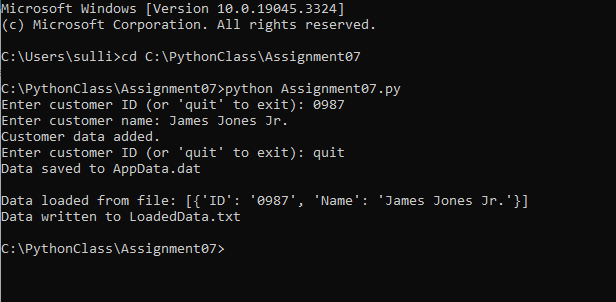 Microsoft Windows [Version 10.0.19045.3324]
(c) Microsoft Corporation. All rights reserved.
C:\Users\sulli>cd C:\PythonClass\Assignment07
C:\PythonClass\Assignment07>python Assignment07.py
Enter customer ID (or 'quit' to exit): 0987
Enter customer name: James Jones Jr.
Customer data added.
Enter customer ID (or 'quit' to exit): quit
Data saved to AppData.dat
Data loaded from file: [{'ID': '0987', 'Name': 'James Jones Jr.'}]
Data written to LoadedData.txt
C:\PythonClass\Assignment07>